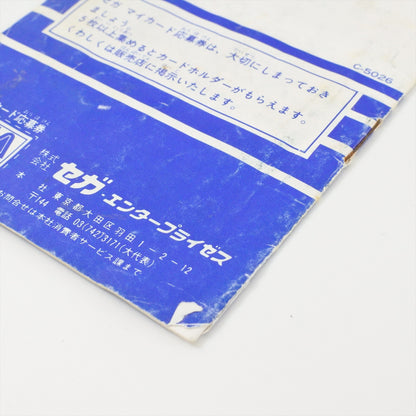 セガ マイカード応募券は、大切にしまっておき
ましょう。
5枚以上集めるとカードホルダーがもらえます。
くわしくは販売店に掲示いたします。
C-5026
カード応募券
株式
会社
セガ・エンタープライゼス
本 社 東京都大田区羽田1-2-12
〒144 電話 03(742)3171(大代表)
お問合せは本社消費者サービス課まで